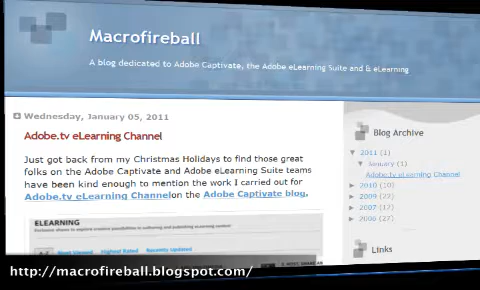 Macrofireball
A blog dedicated to Adobe Captivate, the Adobe eLearning Suite and & eLearning
Wednesday, January 05, 2011
Adobe.tv eLearning Channel
Just got back from my Christmas Holidays to find those great
folks on the Adobe Captivate and Adobe eLearning Suite teams
have been kind enough to mention the work I carried out for
Adobe.tv eLearning Channelon the Adobe Captivate blog.
ELEARNING
A-Z Most Viewed Highest Rated Recently Updated
Blog Archive
▼ 2011 (1)
▼ January (1)
Adobe.tv eLearning Channel
► 2010 (10)
► 2009 (22)
► 2007 (17)
► 2006 (27)
Links
http://macrofireball.blogspot.com/